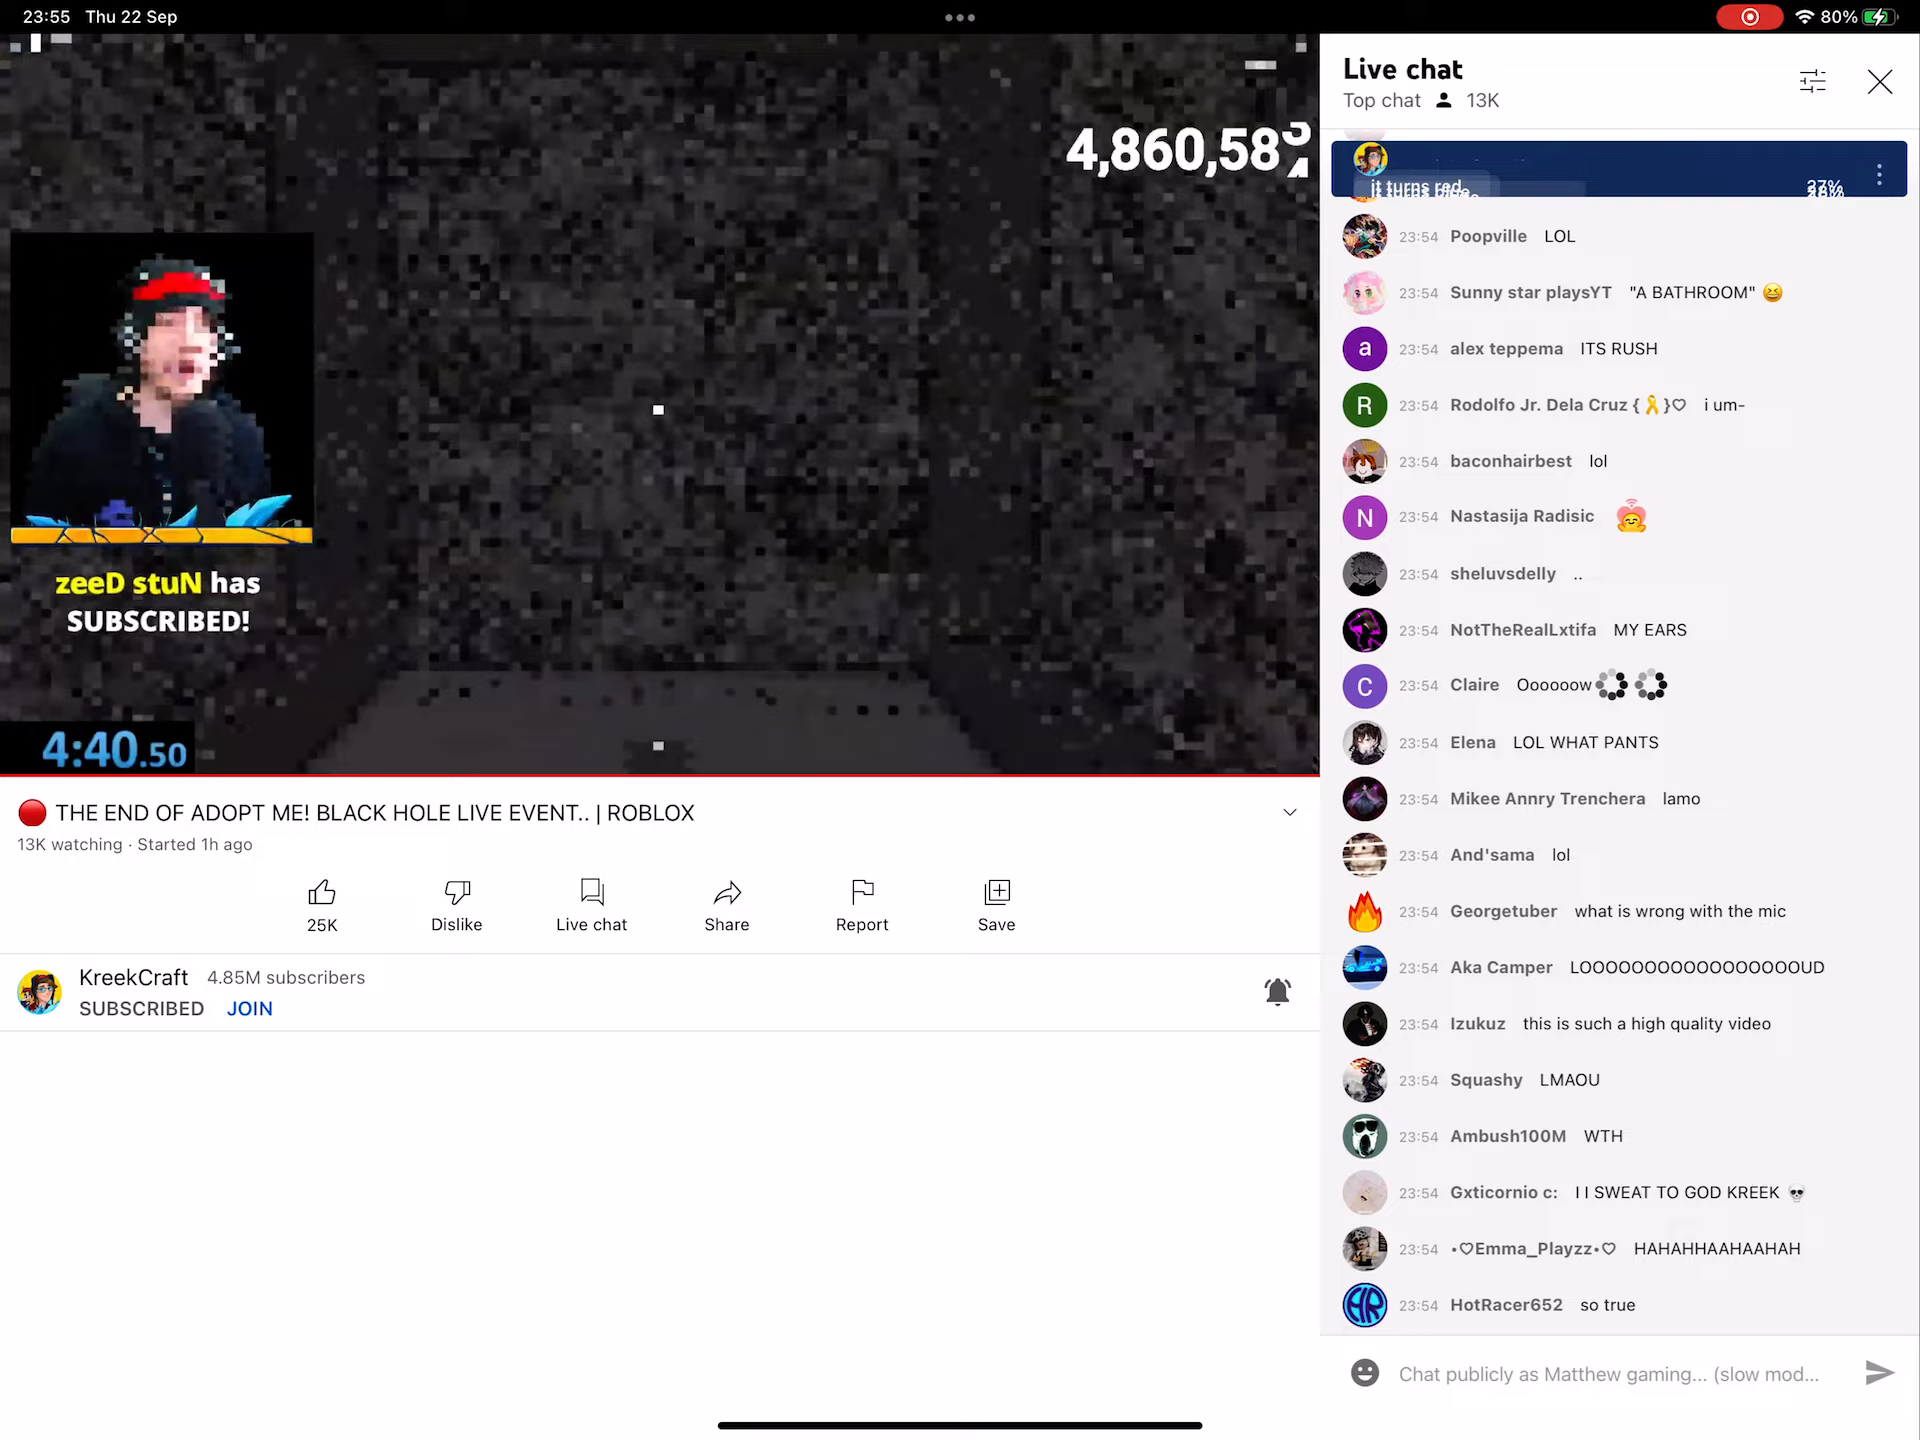 23:55 Thu 22 Sep
80%
4,860,58
zeeD stuN has
SUBSCRIBED!
4:40.50
THE END OF ADOPT ME! BLACK HOLE LIVE EVENT.. | ROBLOX
13K watching · Started 1h ago
25K
Dislike
Live chat
Share
Report
Save
KreekCraft 4.85M subscribers
SUBSCRIBED JOIN
Live chat
Top chat 13K
it turns red
37%
23:54 Poopville LOL
23:54 Sunny star playsYT "A BATHROOM" 😆
a 23:54 alex teppema ITS RUSH
R 23:54 Rodolfo Jr. Dela Cruz {🎗️}♡ i um-
23:54 baconhairbest lol
N 23:54 Nastasija Radisic
23:54 sheluvsdelly ..
23:54 NotTheRealLxtifa MY EARS
C 23:54 Claire Oooooow
23:54 Elena LOL WHAT PANTS
23:54 Mikee Annry Trenchera lamo
23:54 And'sama lol
23:54 Georgetuber what is wrong with the mic
23:54 Aka Camper LOOOOOOOOOOOOOOOOOUD
23:54 Izukuz this is such a high quality video
23:54 Squashy LMAOU
23:54 Ambush100M WTH
23:54 Gxticornio c: I I SWEAT TO GOD KREEK 💀
23:54 •♡Emma_Playzz•♡ HAHAHHAAHAAHAH
HR 23:54 HotRacer652 so true
Chat publicly as Matthew gaming... (slow mod...